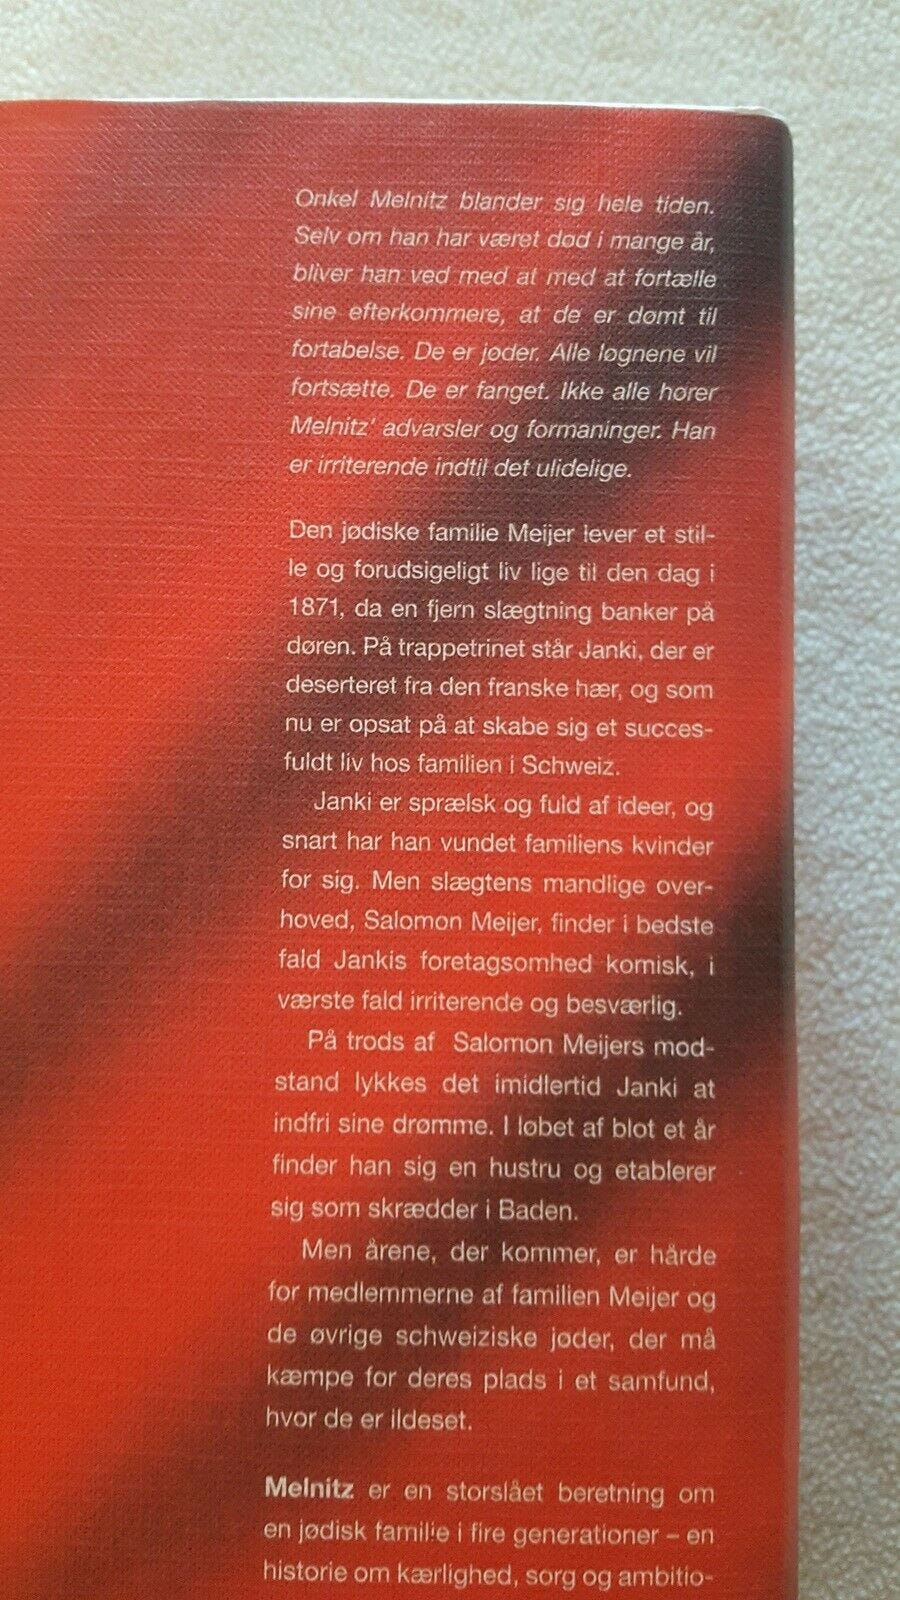 Onkel Melnitz blander sig hele tiden.
Selv om han har været død i mange år,
bliver han ved med at med at fortælle
sine efterkommere, at de er dømt til
fortabelse. De er jøder. Alle løgnene vil
fortsætte. De er fanget. Ikke alle hører
Melnitz' advarsler og formaninger. Han
er irriterende indtil det ulidelige.
Den jødiske familie Meijer lever et stil-
le og forudsigeligt liv lige til den dag i
1871, da en fjern slægtning banker på
døren. På trappetrinet står Janki, der er
deserteret fra den franske hær, og som
nu er opsat på at skabe sig et succes-
fuldt liv hos familien i Schweiz.
Janki er sprælsk og fuld af ideer, og
snart har han vundet familiens kvinder
for sig. Men slægtens mandlige over-
hoved, Salomon Meijer, finder i bedste
fald Jankis foretagsomhed komisk, i
værste fald irriterende og besværlig.
På trods af Salomon Meijers mod-
stand lykkes det imidlertid Janki at
indfri sine drømme. I løbet af blot et år
finder han sig en hustru og etablerer
sig som skrædder i Baden.
Men årene, der kommer, er hårde
for medlemmerne af familien Meijer og
de øvrige schweiziske jøder, der må
kæmpe for deres plads i et samfund,
hvor de er ildeset.
Melnitz er en storslået beretning om
en jødisk familie i fire generationer – en
historie om kærlighed, sorg og ambitio-